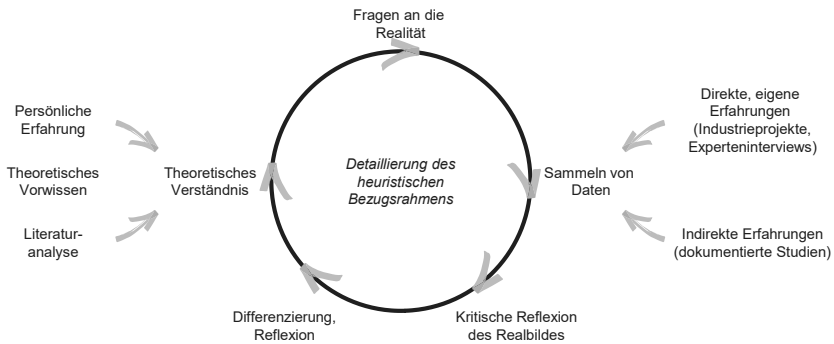 Fragen an die
Realität
Persönliche
Erfahrung
Theoretisches
Vorwissen
Literatur-
analyse
Theoretisches
Verständnis
Detaillierung des
heuristischen
Bezugsrahmens
Sammeln von
Daten
Direkte, eigene
Erfahrungen
(Industrieprojekte,
Experteninterviews)
Indirekte Erfahrungen
(dokumentierte Studien)
Differenzierung,
Reflexion
Kritische Reflexion
des Realbildes